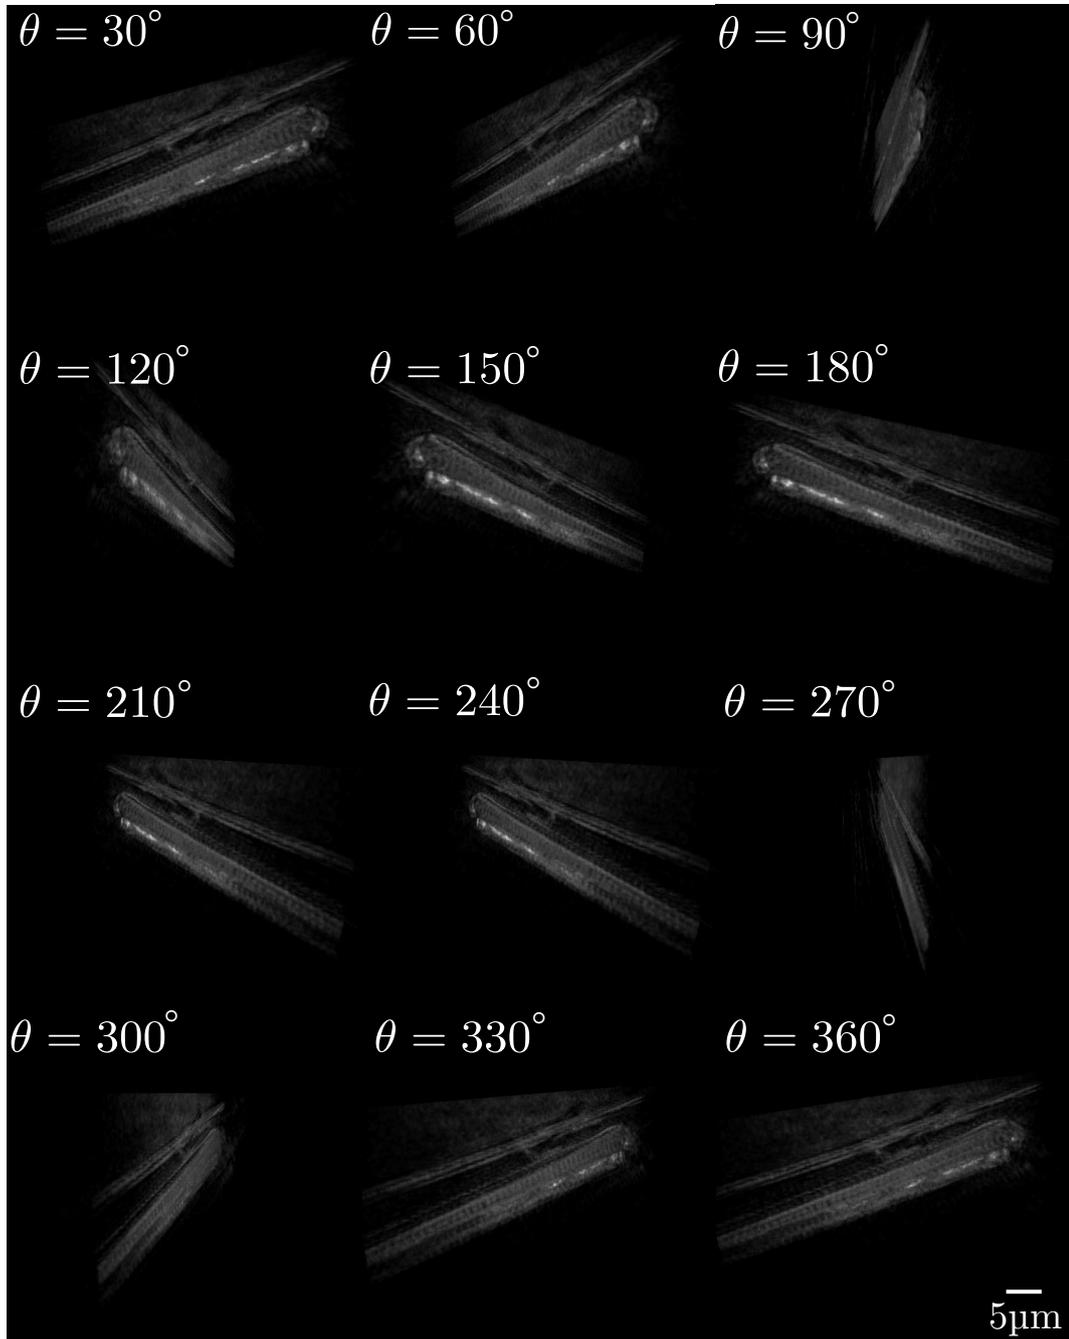 θ = 30° θ = 60° θ = 90°
θ = 120° θ = 150° θ = 180°
θ = 210° θ = 240° θ = 270°
θ = 300° θ = 330° θ = 360°
5μm